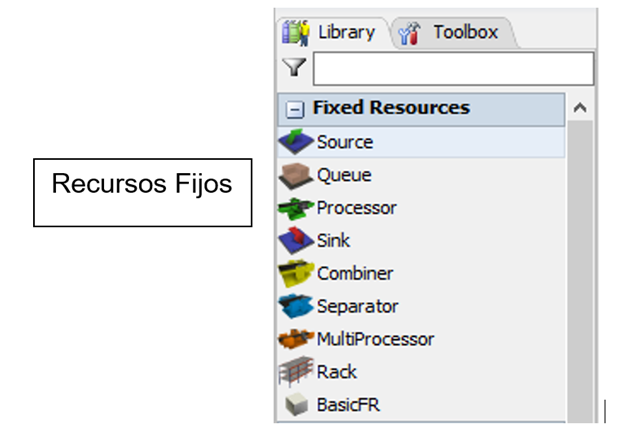 Recursos Fijos
Library Toolbox
Fixed Resources
Source
Queue
Processor
Sink
Combiner
Separator
MultiProcessor
Rack
BasicFR